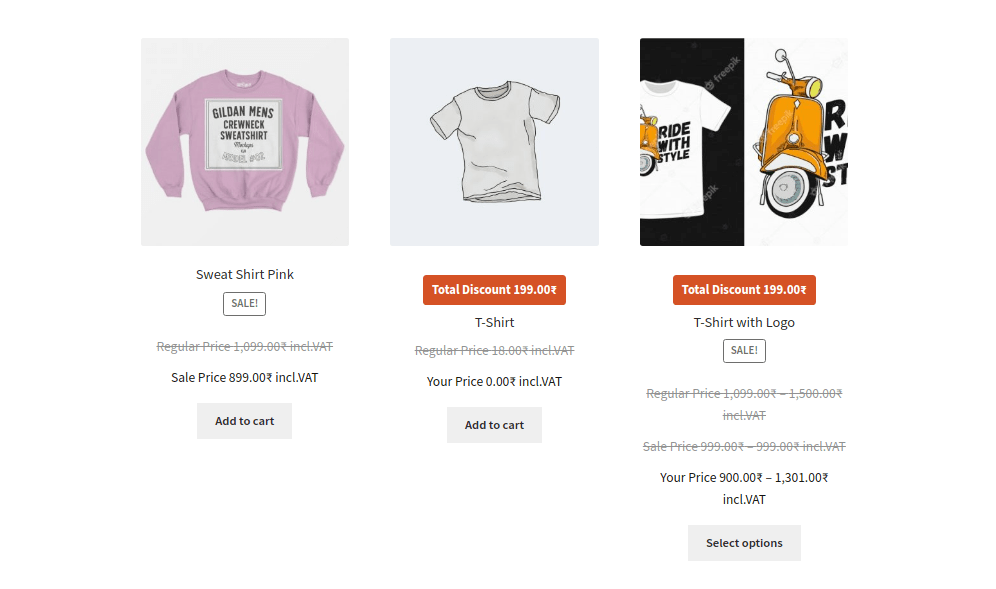 GILDAN MENS
CREWNECK
SWEATSHIRT
Mockups
MODEL #02
Sweat Shirt Pink
SALE!
Regular Price 1,099.00₹ incl.VAT
Sale Price 899.00₹ incl.VAT
Add to cart
Total Discount 199.00₹
T-Shirt
Regular Price 18.00₹ incl.VAT
Your Price 0.00₹ incl.VAT
Add to cart
freepik
RIDE
WITH
STYLE
R
W
ST
freepik
Total Discount 199.00₹
T-Shirt with Logo
SALE!
Regular Price 1,099.00₹ – 1,500.00₹
incl.VAT
Sale Price 999.00₹ – 999.00₹ incl.VAT
Your Price 900.00₹ – 1,301.00₹
incl.VAT
Select options